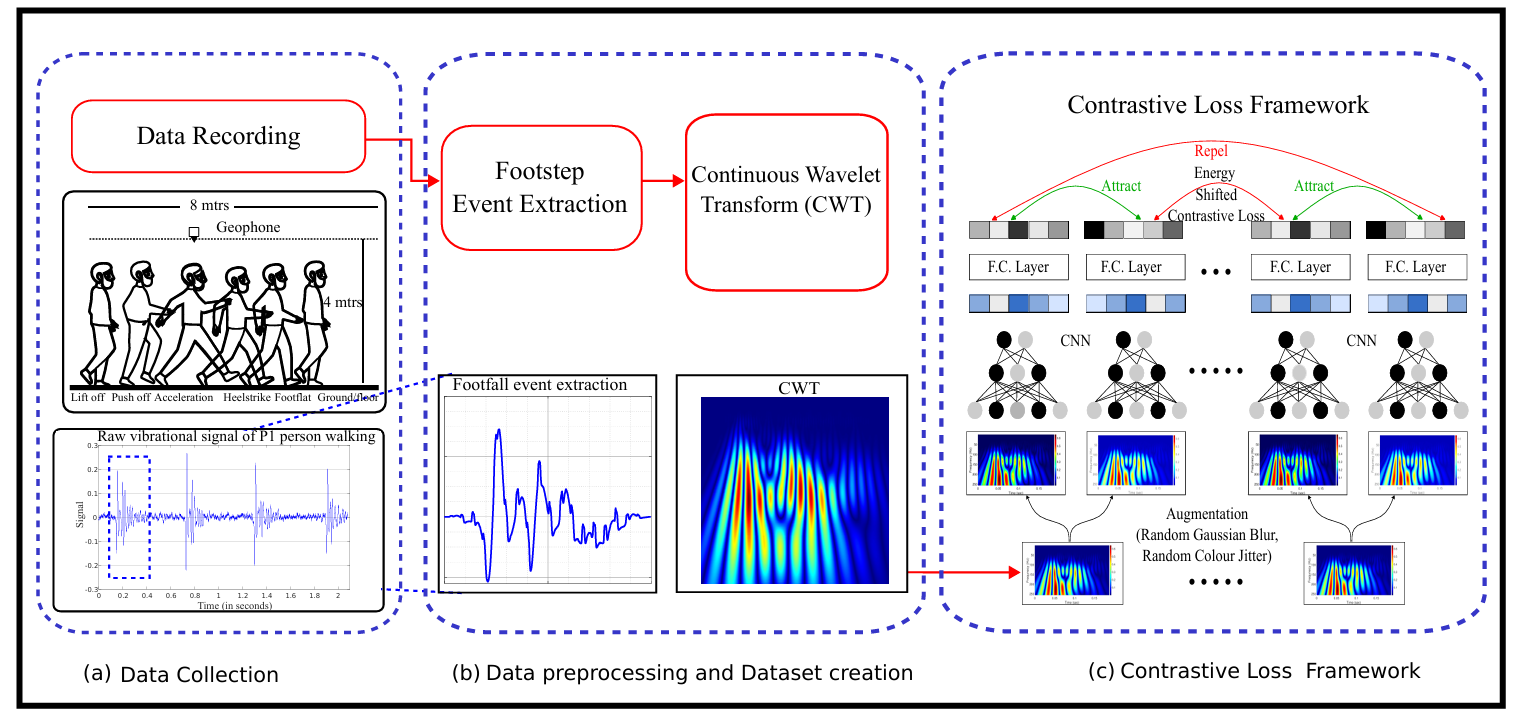 Data Recording
8 mtrs
Geophone
4 mtrs
Lift off Push off Acceleration Heelstrike Footflat Ground/floor
Raw vibrational signal of P1 person walking
0.3
0.2
0.1
0
-0.1
-0.2
-0.3
Signal
0 0.2 0.4 0.6 0.8 1 1.2 1.4 1.6 1.8 2
Time (in seconds)
(a) Data Collection
Footstep
Event Extraction
Continuous Wavelet
Transform (CWT)
Footfall event extraction
CWT
(b) Data preprocessing and Dataset creation
Contrastive Loss Framework
Repel
Energy
Shifted
Contrastive Loss
Attract
Attract
F.C. Layer
F.C. Layer
F.C. Layer
F.C. Layer
CNN
CNN
Augmentation
(Random Gaussian Blur,
Random Colour Jitter)
(c) Contrastive Loss Framework